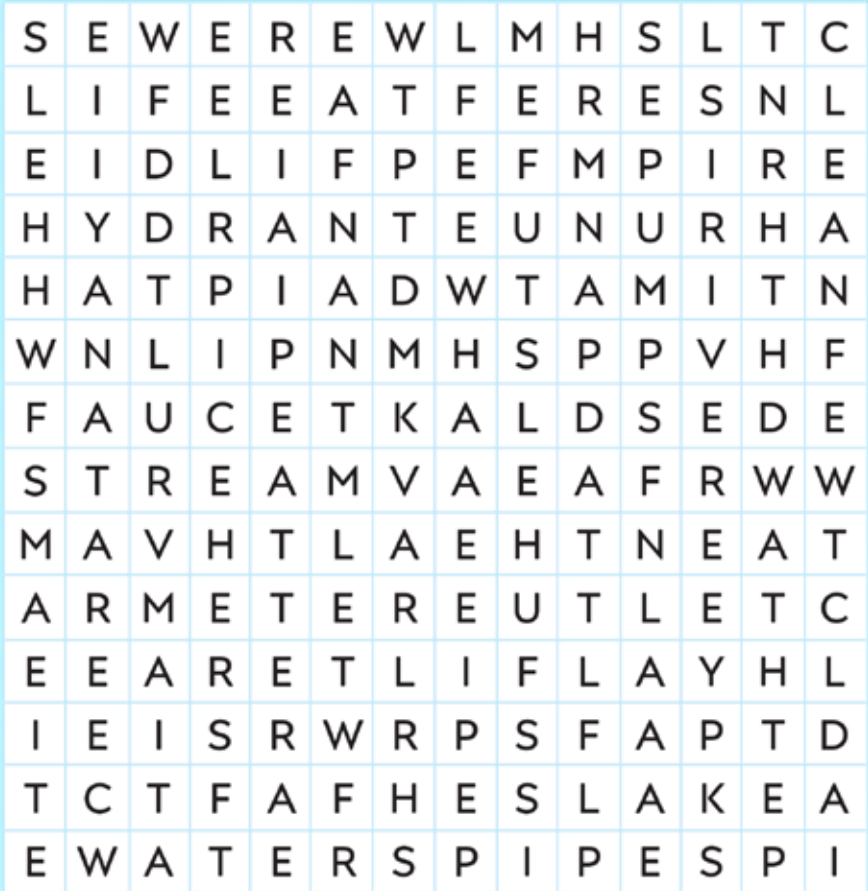 S E W E R E W L M H S L T C
L I F E E A T F E R E S N L
E I D L I F P E F M P I R E
H Y D R A N T E U N U R H A
H A T P I A D W T A M I T N
W N L I P N M H S P P V H F
F A U C E T K A L D S E D E
S T R E A M V A E A F R W W
M A V H T L A E H T N E A T
A R M E T E R E U T L E T C
E E A R E T L I F L A Y H L
I E I S R W R P S F A P T D
T C T F A F H E S L A K E A
E W A T E R S P I P E S P I